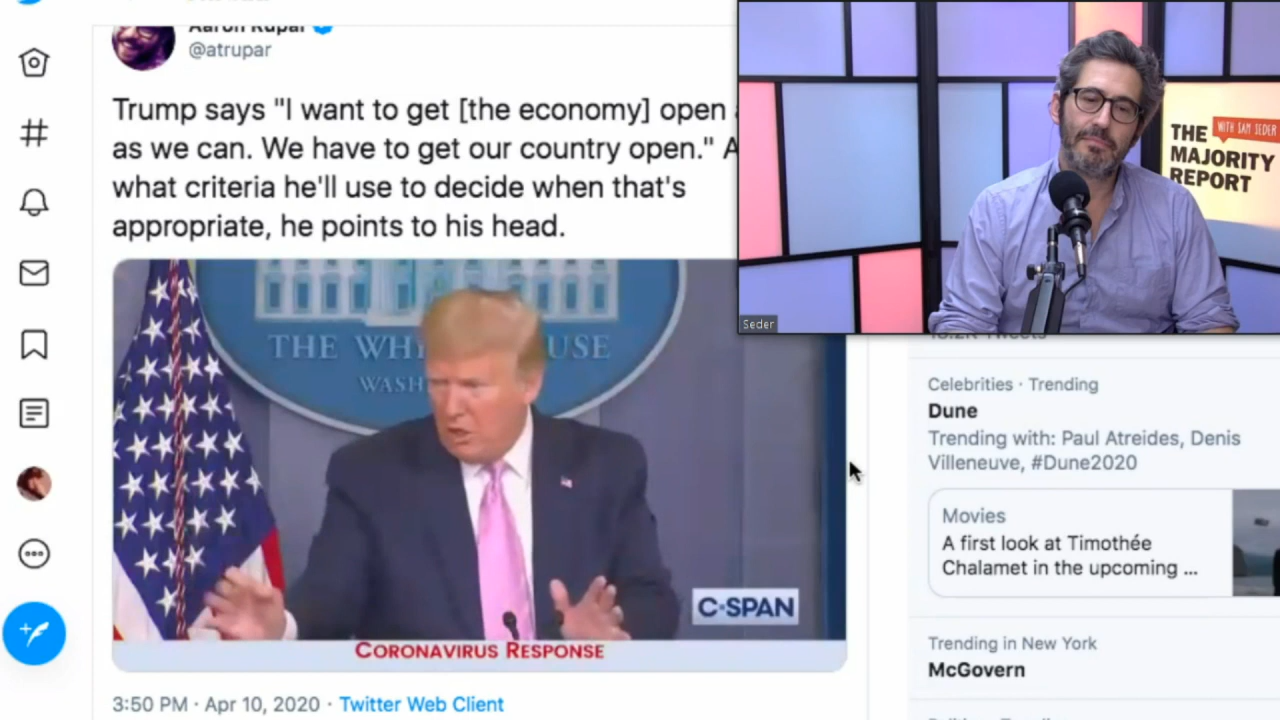 Aaron Rupar
@atrupar
Trump says "I want to get [the economy] open
as we can. We have to get our country open." A
what criteria he'll use to decide when that's
appropriate, he points to his head.
THE WH USE
WASH
C-SPAN
CORONAVIRUS RESPONSE
3:50 PM · Apr 10, 2020 · Twitter Web Client
WITH SAM SEDER
THE
MAJORITY
REPORT
Seder
Celebrities · Trending
Dune
Trending with: Paul Atreides, Denis
Villeneuve, #Dune2020
Movies
A first look at Timothée
Chalamet in the upcoming ...
Trending in New York
McGovern